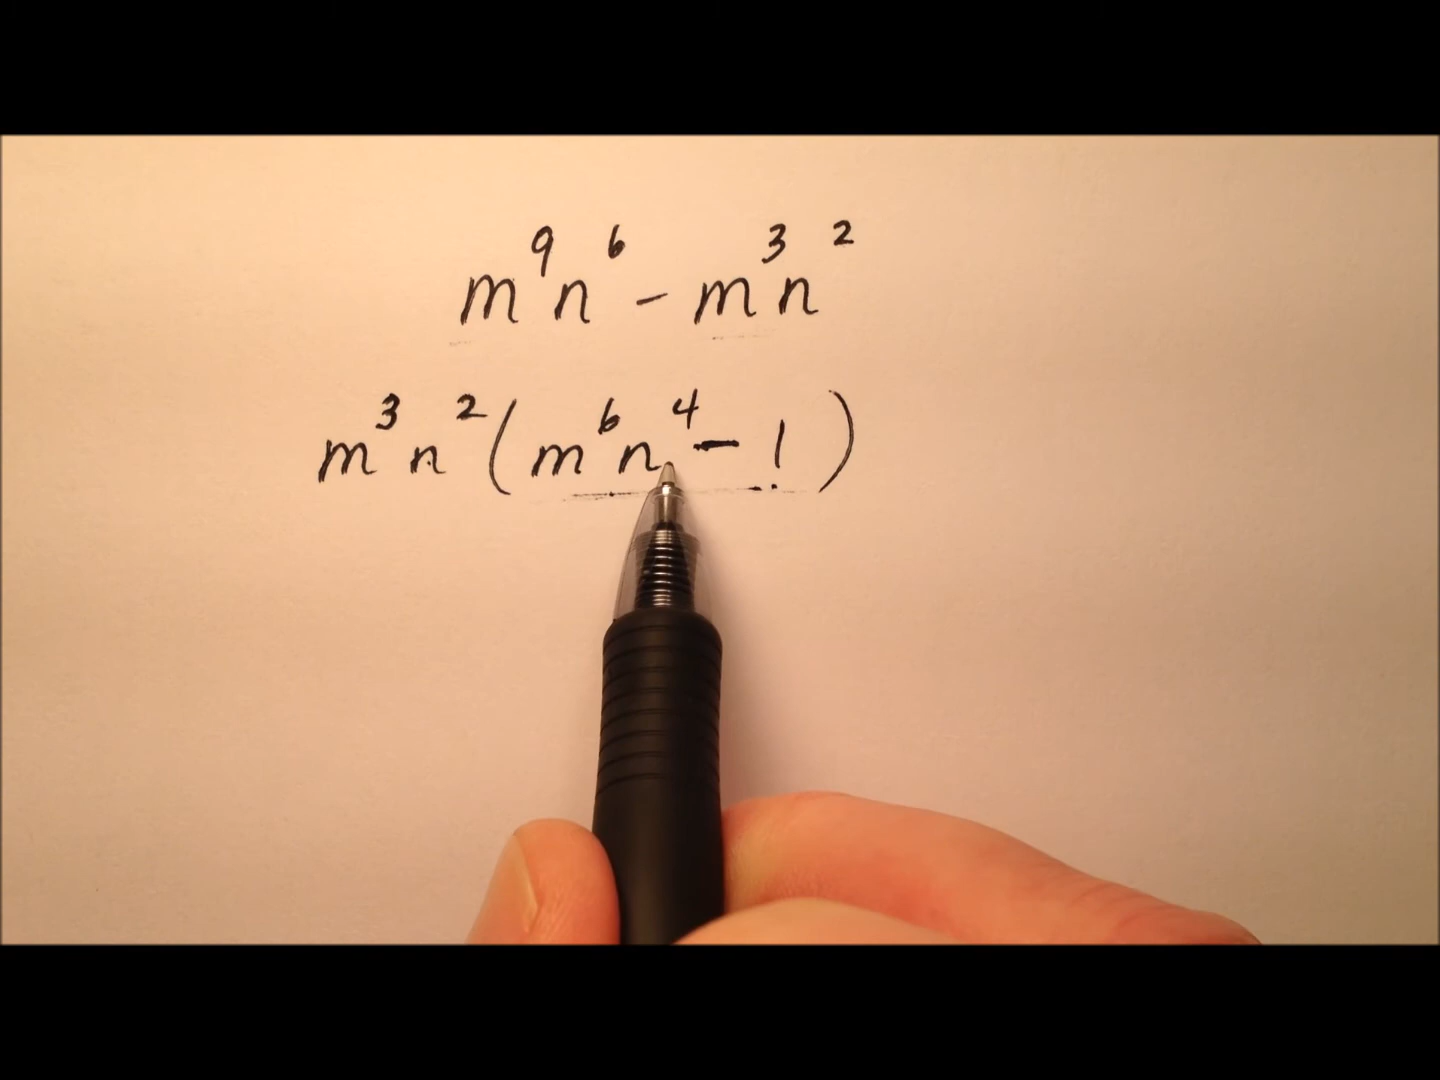 m⁹n⁶ - m³n²
m³n²(m⁶n⁴ - 1)